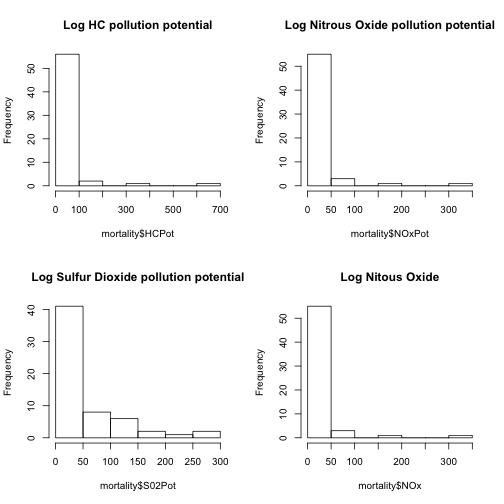 Log HC pollution potential
Frequency
0 10 20 30 40 50
0 100 300 500 700
mortality$HCPot
Log Nitrous Oxide pollution potential
Frequency
0 10 20 30 40 50
0 50 100 200 300
mortality$NOxPot
Log Sulfur Dioxide pollution potential
Frequency
0 10 20 30 40
0 50 100 150 200 250 300
mortality$S02Pot
Log Nitous Oxide
Frequency
0 10 20 30 40 50
0 50 100 200 300
mortality$NOx